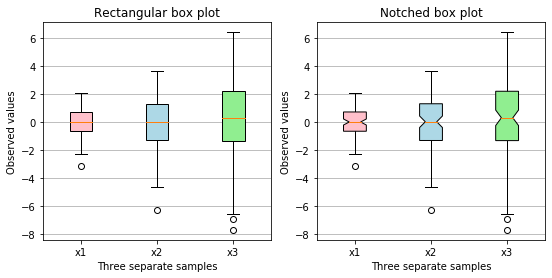 Rectangular box plot
Observed values
6
4
2
0
−2
−4
−6
−8
x1 x2 x3
Three separate samples
Notched box plot
Observed values
6
4
2
0
−2
−4
−6
−8
x1 x2 x3
Three separate samples